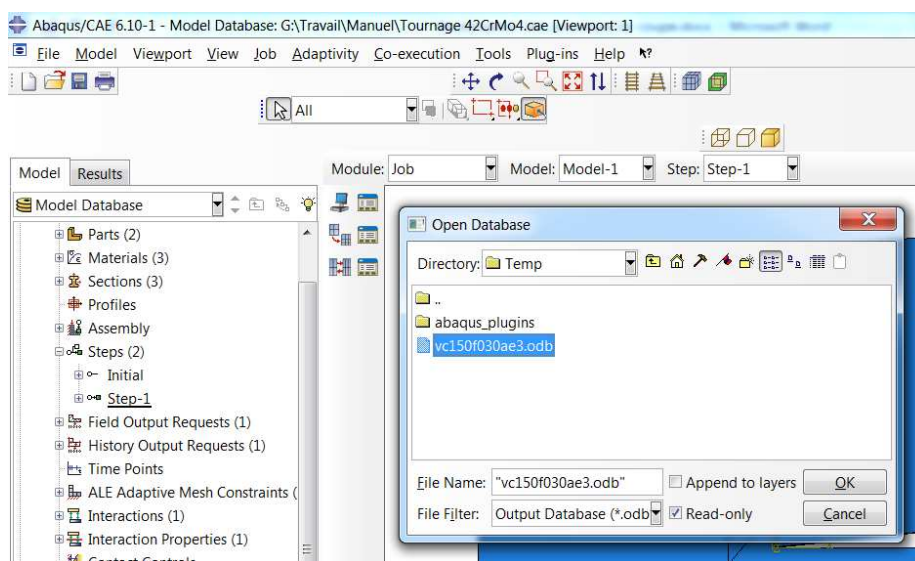 Abaqus/CAE 6.10-1 - Model Database: G:\Travail\Manuel\Tournage 42CrMo4.cae [Viewport: 1]
File Model Viewport View Job Adaptivity Co-execution Tools Plug-ins Help
All
Model Results
Module: Job Model: Model-1 Step: Step-1
Model Database
Parts (2)
Materials (3)
Sections (3)
Profiles
Assembly
Steps (2)
Initial
Step-1
Field Output Requests (1)
History Output Requests (1)
Time Points
ALE Adaptive Mesh Constraints (
Interactions (1)
Interaction Properties (1)
Contact Controls
Open Database
Directory: Temp
..
abaqus_plugins
vc150f030ae3.odb
File Name: "vc150f030ae3.odb" Append to layers OK
File Filter: Output Database (*.odb Read-only Cancel